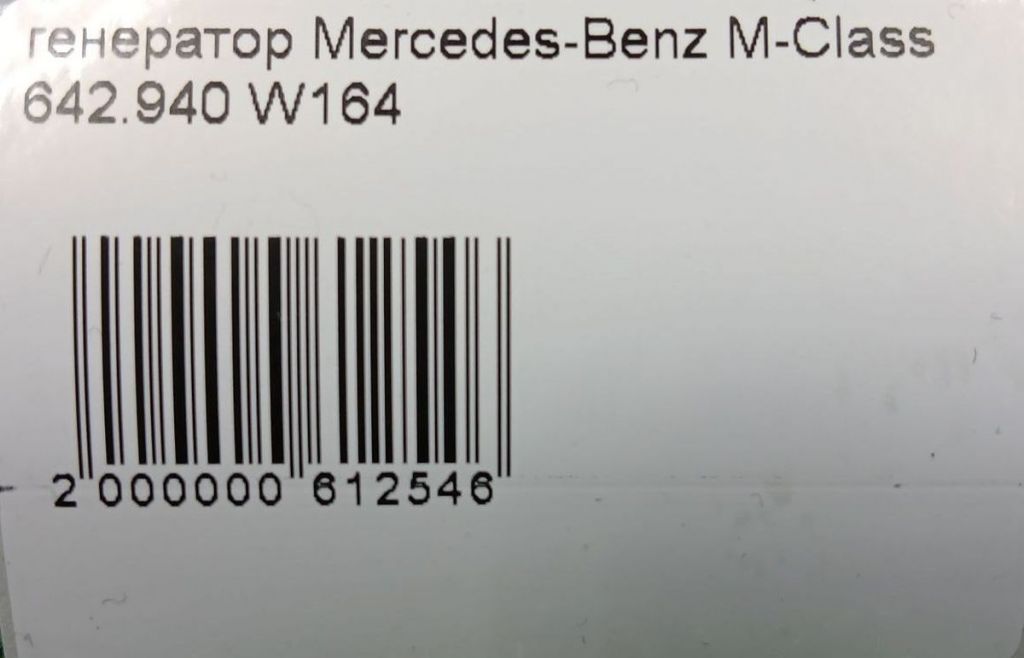 генератор Mercedes-Benz M-Class
642.940 W164
2 000000 612546